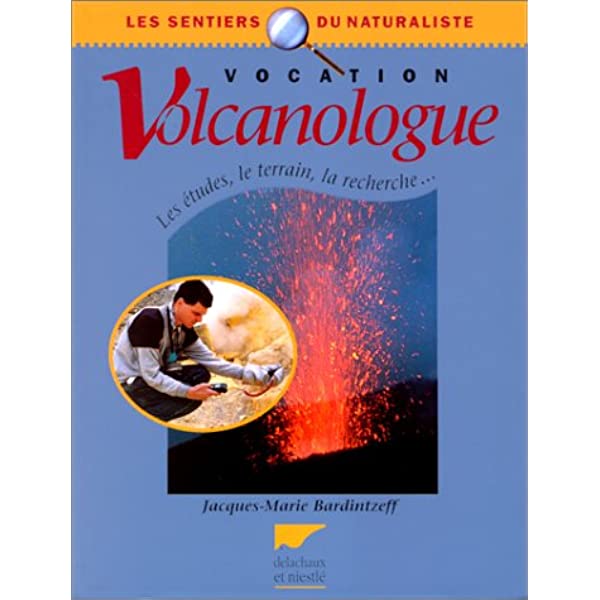 LES SENTIERS DU NATURALISTE
VOCATION
Volcanologue
Les études, le terrain, la recherche...
Jacques-Marie Bardintzeff
delachaux
et niestlé